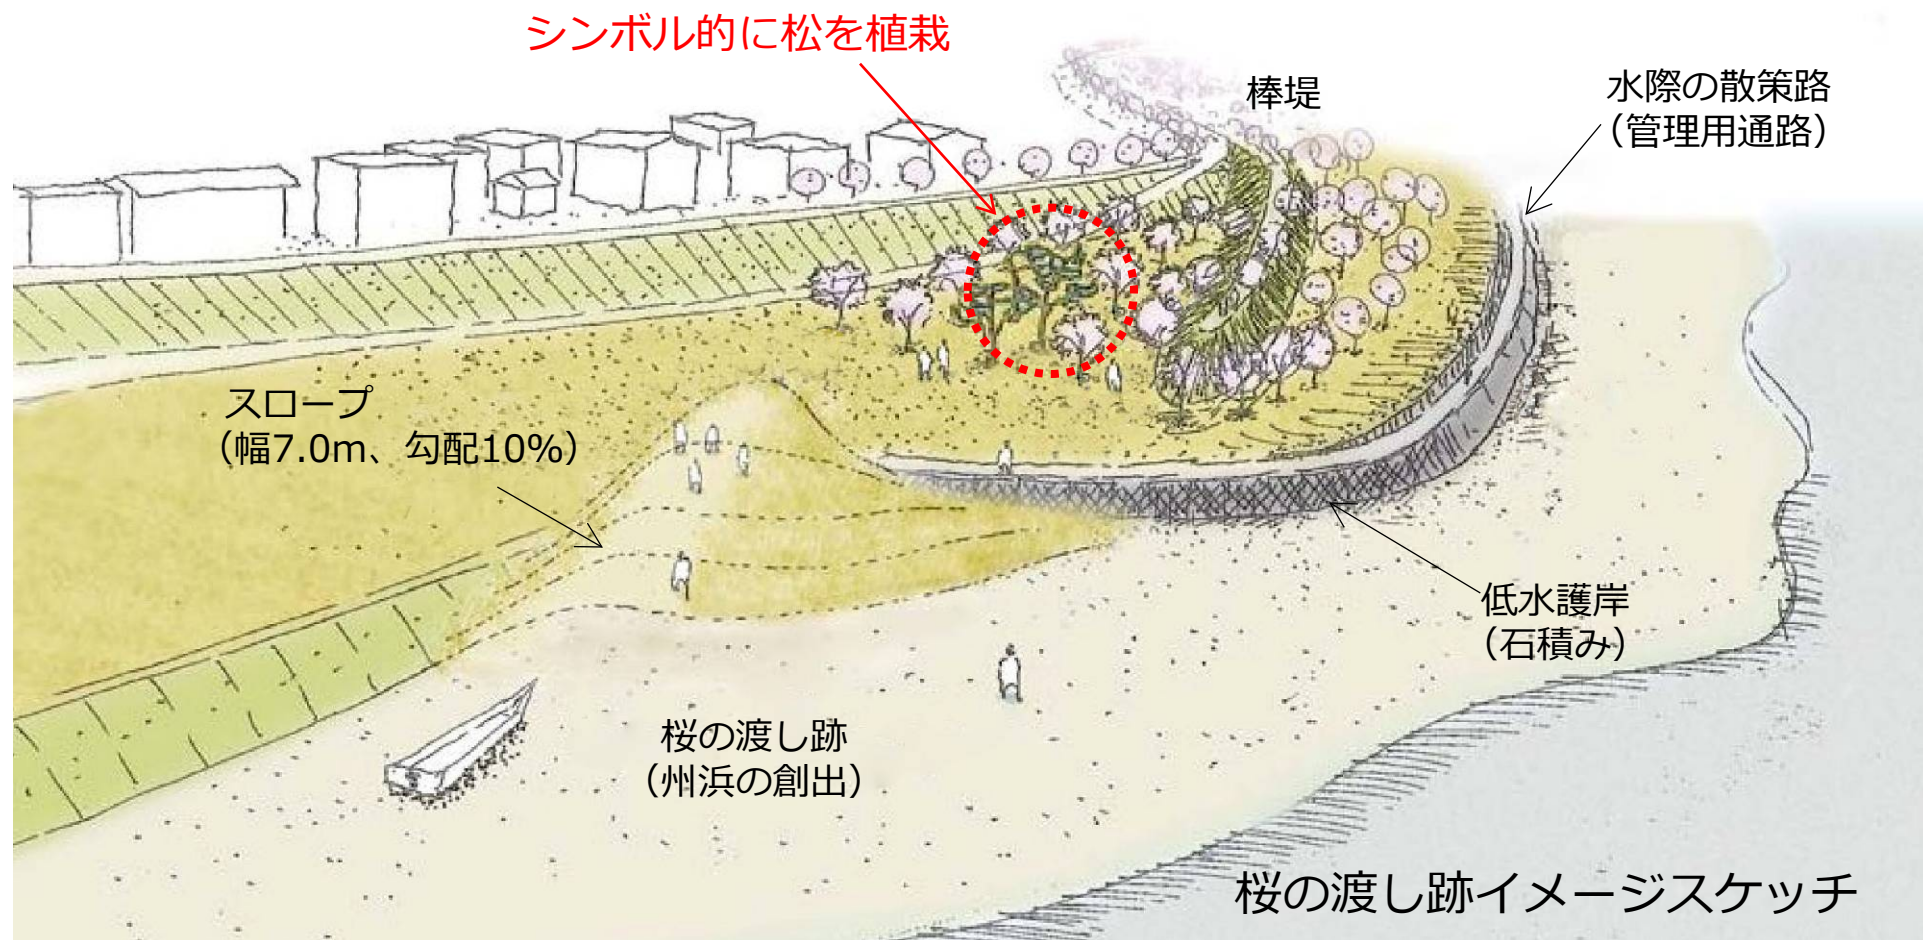 シンボル的に松を植栽
棒堤
水際の散策路
（管理用通路）
スロープ
（幅7.0m、勾配10%）
低水護岸
（石積み）
桜の渡し跡
（州浜の創出）
桜の渡し跡イメージスケッチ